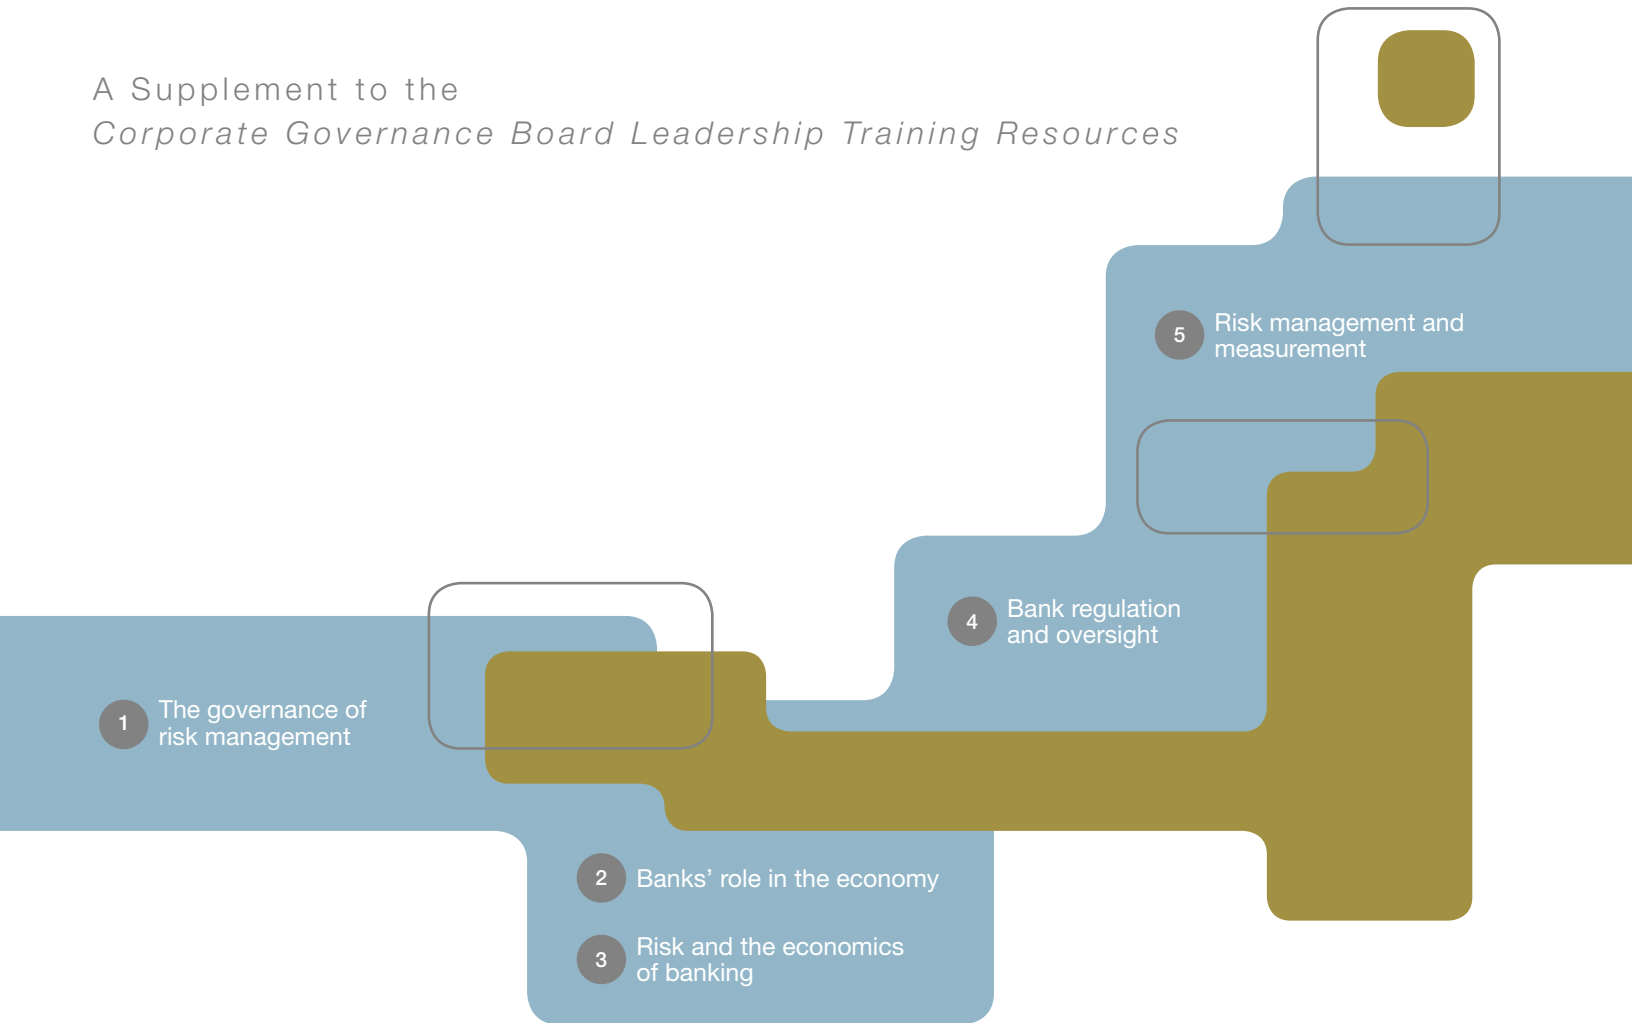 A Supplement to the
Corporate Governance Board Leadership Training Resources
5 Risk management and
measurement
4 Bank regulation
and oversight
1 The governance of
risk management
2 Banks’ role in the economy
3 Risk and the economics
of banking